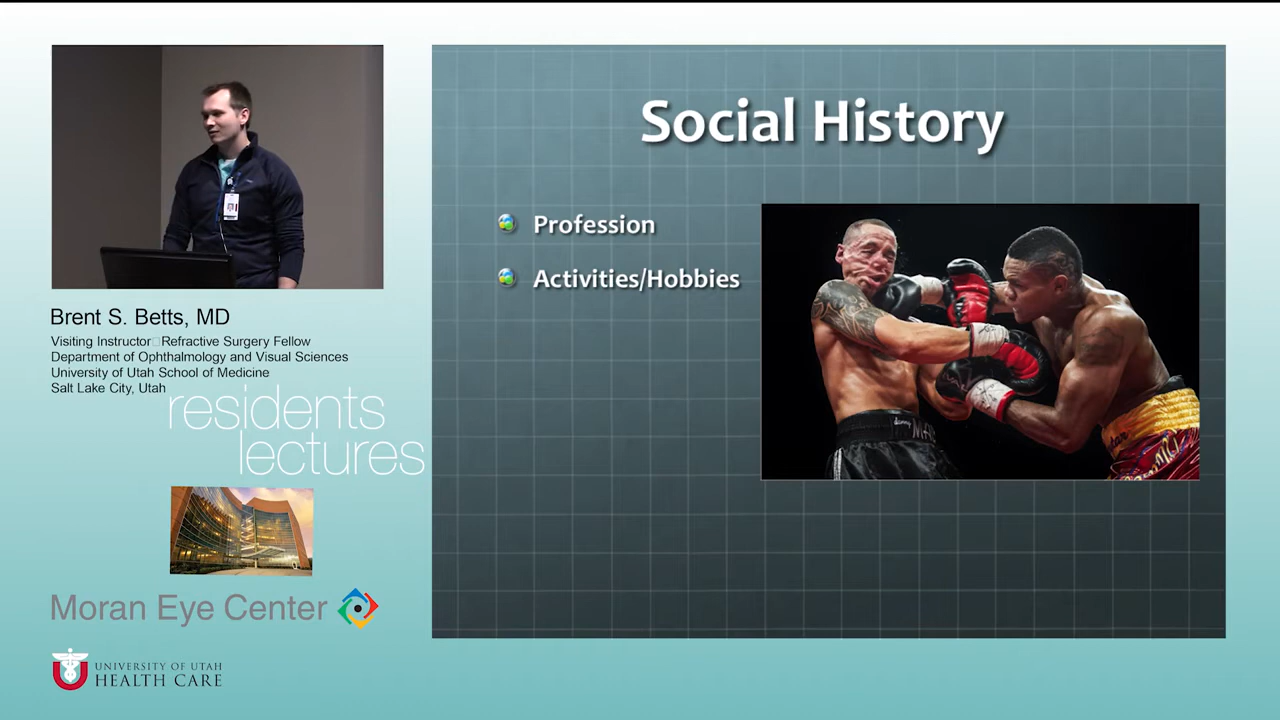 Social History
Profession
Activities/Hobbies
Brent S. Betts, MD
Visiting Instructor□Refractive Surgery Fellow
Department of Ophthalmology and Visual Sciences
University of Utah School of Medicine
Salt Lake City, Utah
residents
lectures
Moran Eye Center
UNIVERSITY OF UTAH
HEALTH CARE